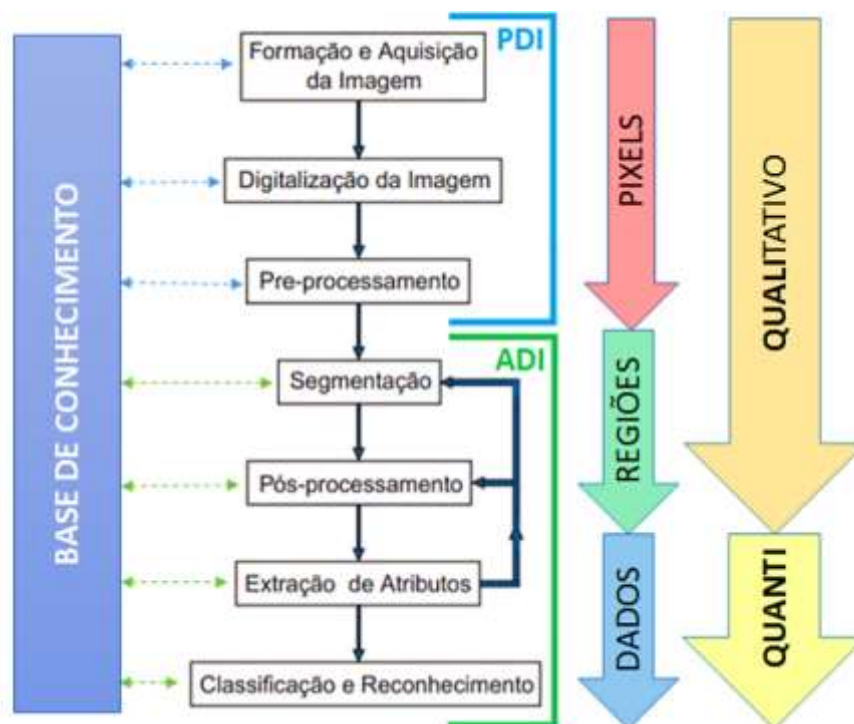 BASE DE CONHECIMENTO
Formação e Aquisição
da Imagem
Digitalização da Imagem
Pre-processamento
Segmentação
Pós-processamento
Extração de Atributos
Classificação e Reconhecimento
PDI
ADI
PIXELS
REGIÕES
DADOS
QUALITATIVO
QUANTI